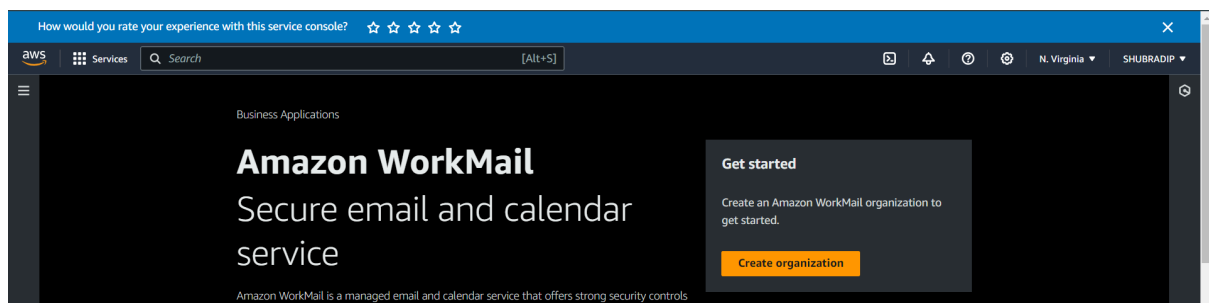 How would you rate your experience with this service console?
aws Services Search [Alt+S] N. Virginia SHUBRADIP
Business Applications
Amazon WorkMail
Secure email and calendar
service
Amazon WorkMail is a managed email and calendar service that offers strong security controls
Get started
Create an Amazon WorkMail organization to
get started.
Create organization